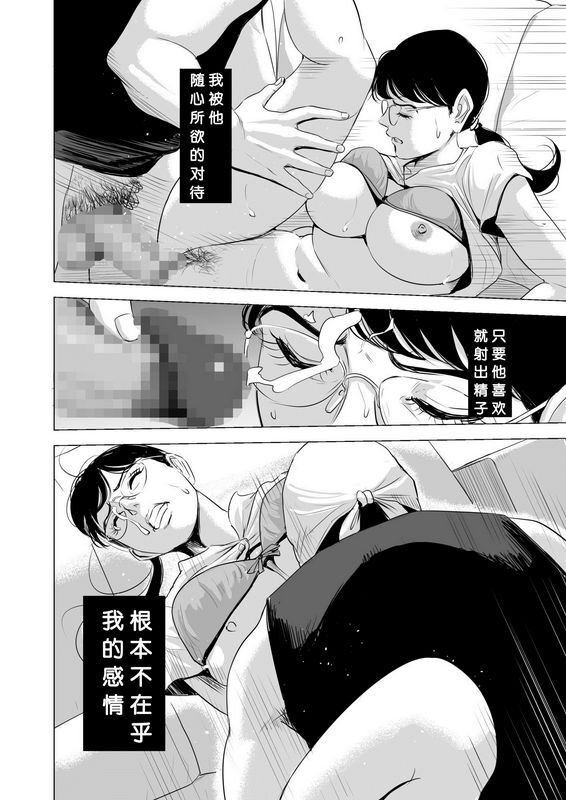 我被他
随心所欲的对待
只要他喜欢
就射出精子
根本不在乎
我的感情